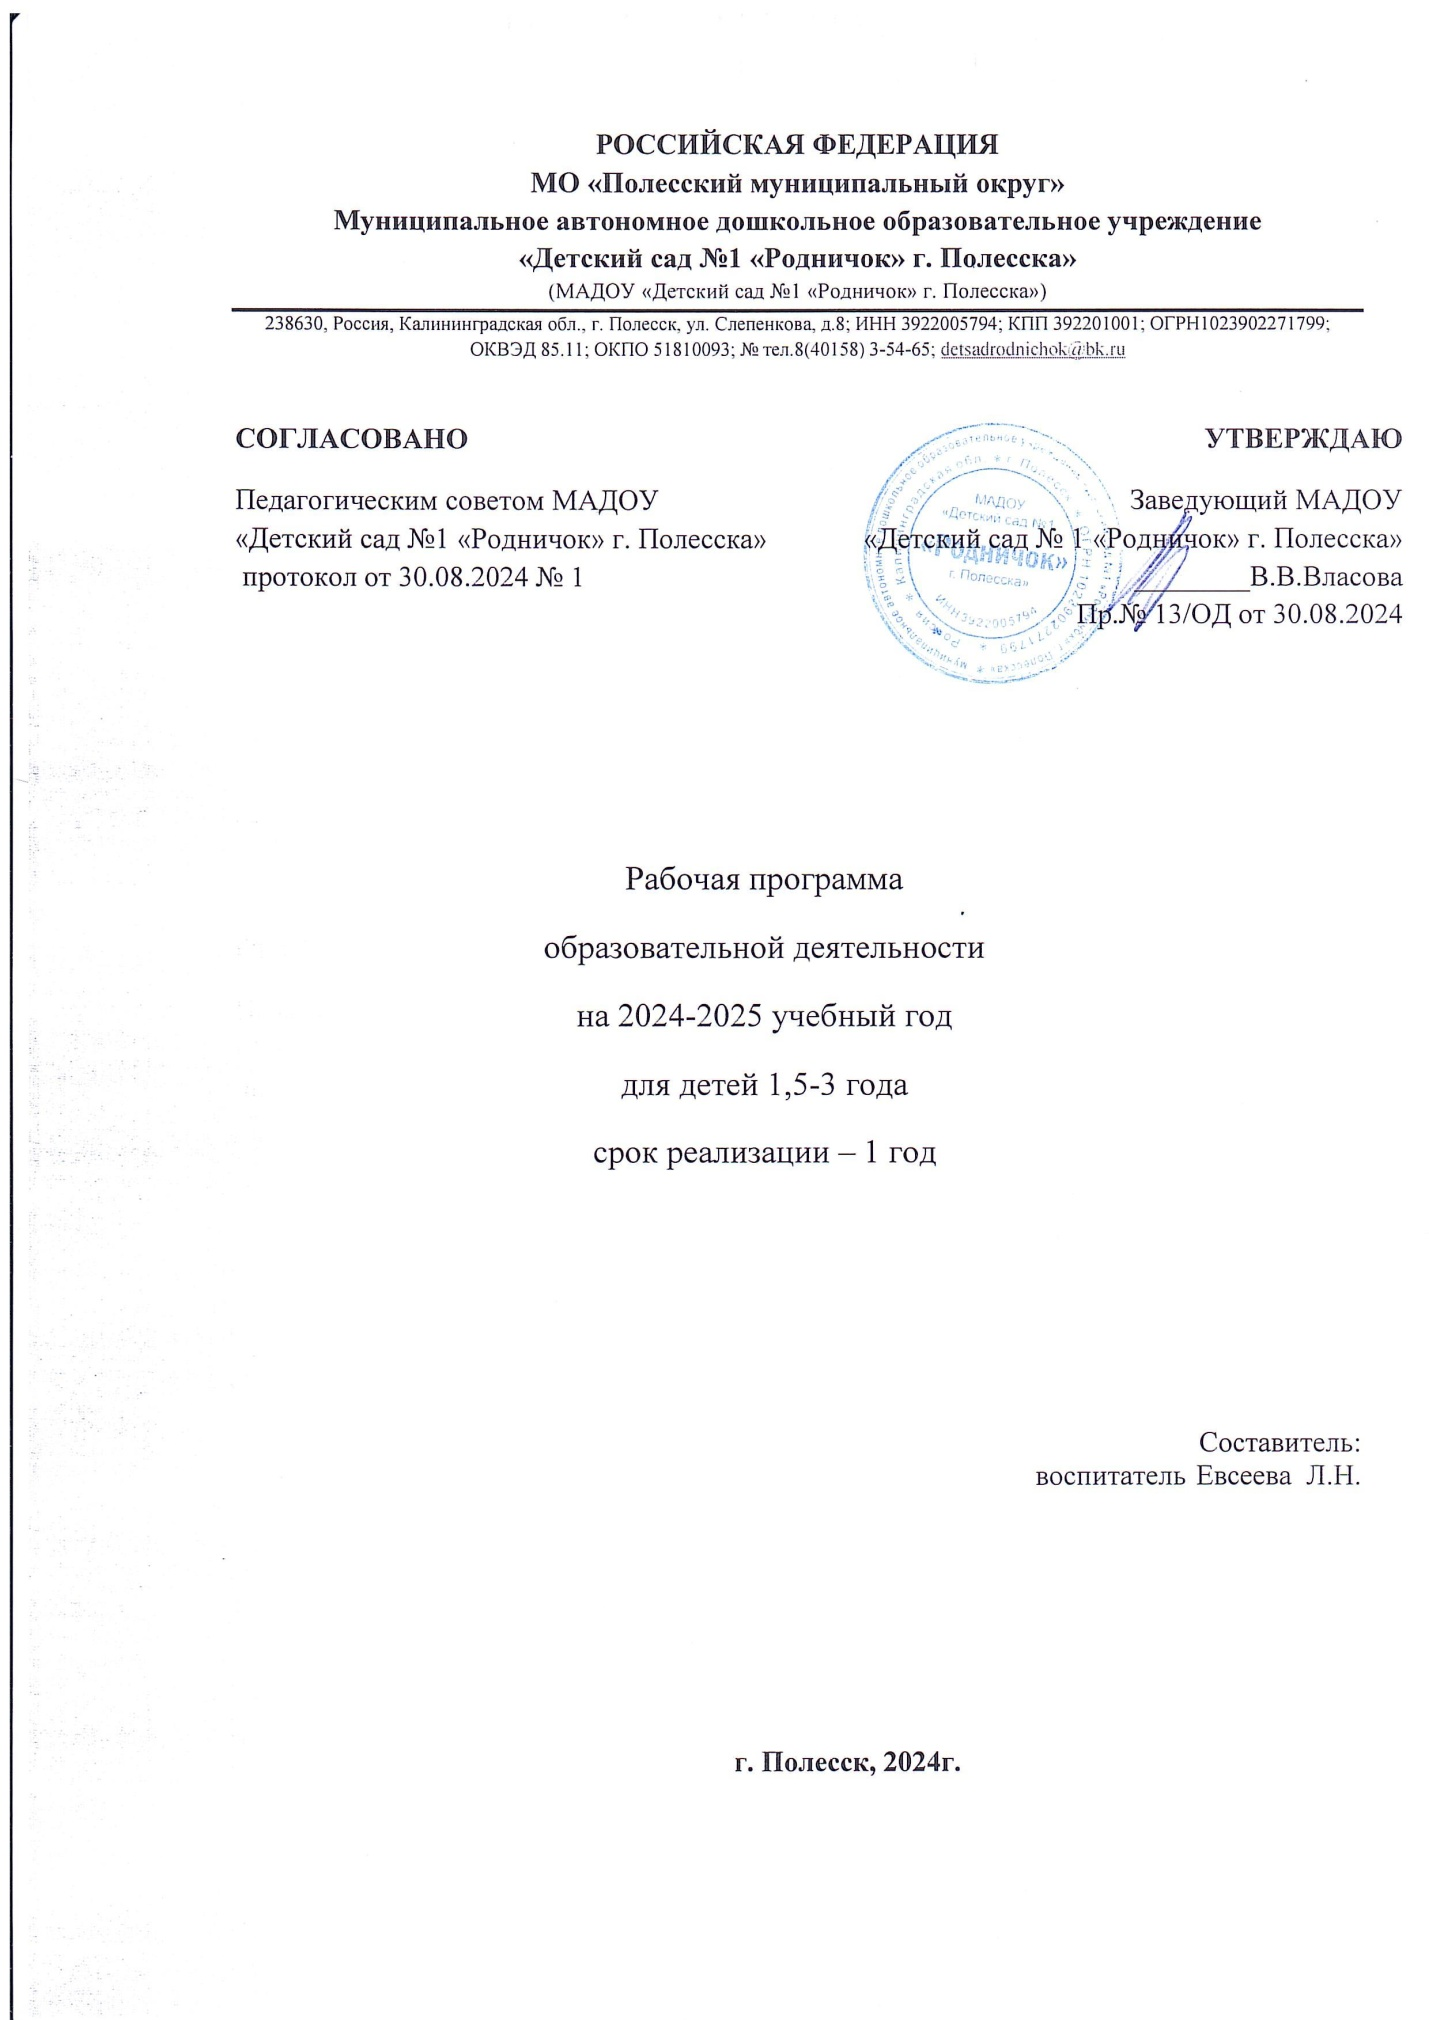 РОССИЙСКАЯ ФЕДЕРАЦИЯ
МО «Полесский муниципальный округ»
Муниципальное автономное дошкольное образовательное учреждение
«Детский сад №1 «Родничок» г. Полесска»
(МАДОУ «Детский сад №1 «Родничок» г. Полесска»)
238630, Россия, Калининградская обл., г. Полесск, ул. Слепенкова, д.8; ИНН 3922005794; КПП 392201001; ОГРН1023902271799;
ОКВЭД 85.11; ОКПО 51810093; № тел.8(40158) 3-54-65; detsadrodnichok@bk.ru
СОГЛАСОВАНО
Педагогическим советом МАДОУ
«Детский сад №1 «Родничок» г. Полесска»
протокол от 30.08.2024 № 1
УТВЕРЖДАЮ
Заведующий МАДОУ
«Детский сад № 1 «Родничок» г. Полесска»
________В.В.Власова
Пр.№ 13/ОД от 30.08.2024
МАДОУ
«Детский сад №1
«Родничок»
г. Полесска»
ИНН3922005794
Рабочая программа
образовательной деятельности
на 2024-2025 учебный год
для детей 1,5-3 года
срок реализации – 1 год
Составитель:
воспитатель Евсеева Л.Н.
г. Полесск, 2024г.